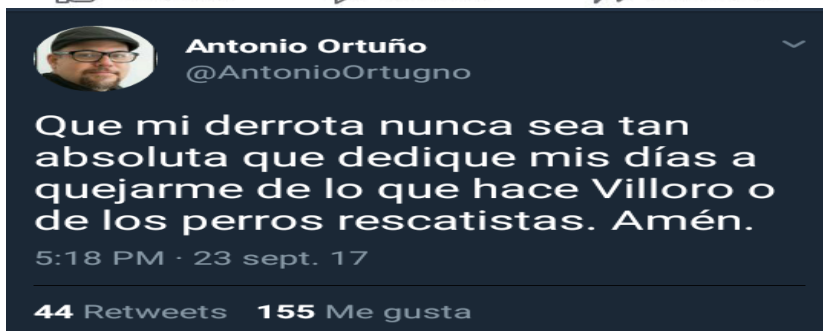 Antonio Ortuño
@AntonioOrtugno
Que mi derrota nunca sea tan
absoluta que dedique mis días a
quejarme de lo que hace Villoro o
de los perros rescatistas. Amén.
5:18 PM · 23 sept. 17
44 Retweets 155 Me gusta